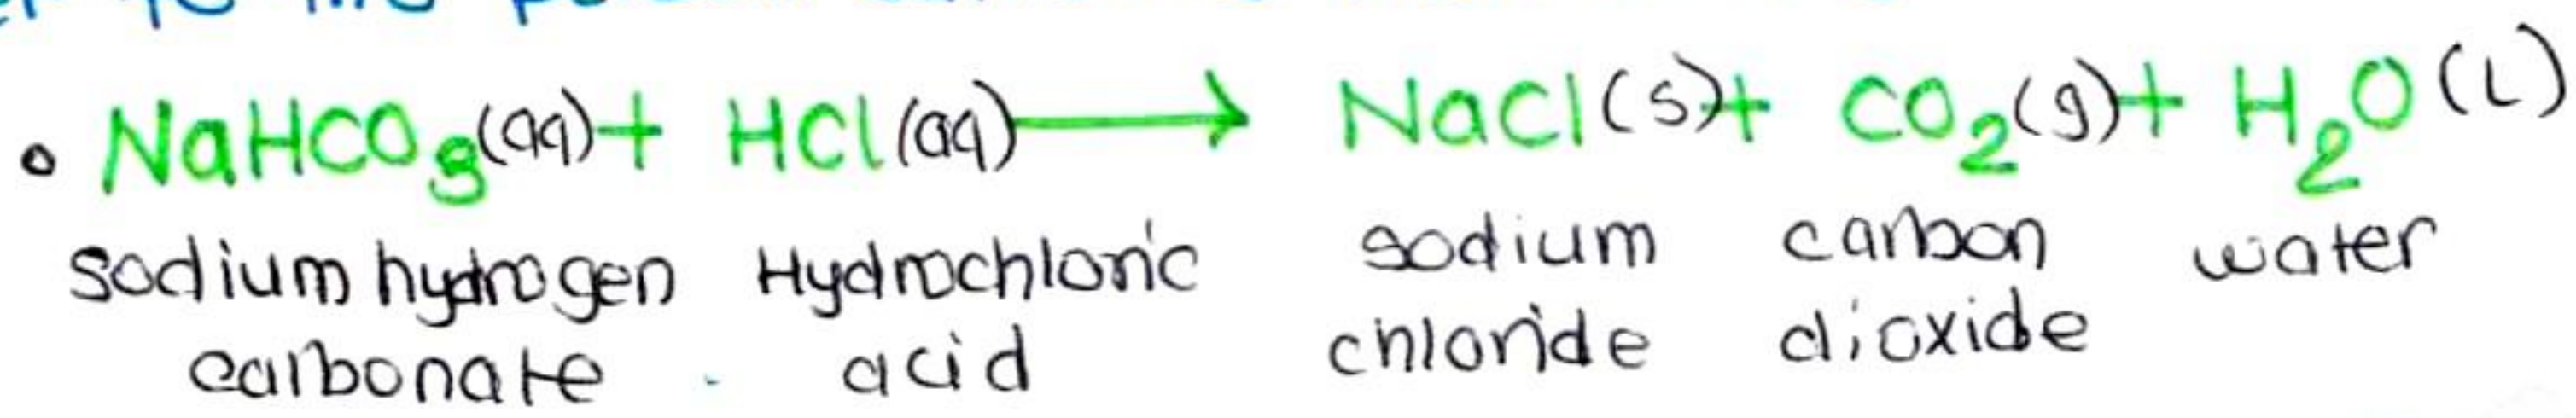 • NaHCO₃(aq)+ HCl(aq)⟶ NaCl(s)+ CO₂(g)+ H₂O(L)
Sodium hydrogen Hydrochloric sodium carbon water
carbonate acid chloride dioxide